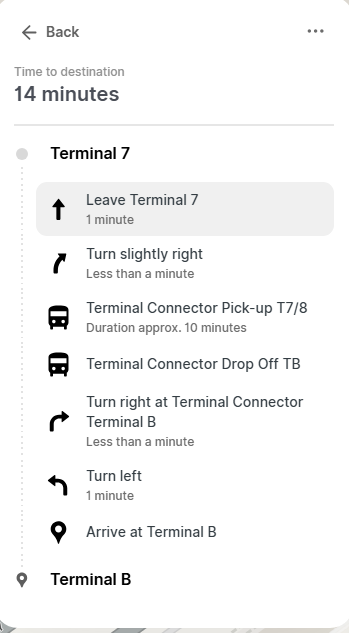 Back
Time to destination
14 minutes
Terminal 7
Leave Terminal 7
1 minute
Turn slightly right
Less than a minute
Terminal Connector Pick-up T7/8
Duration approx. 10 minutes
Terminal Connector Drop Off TB
Turn right at Terminal Connector
Terminal B
Less than a minute
Turn left
1 minute
Arrive at Terminal B
Terminal B